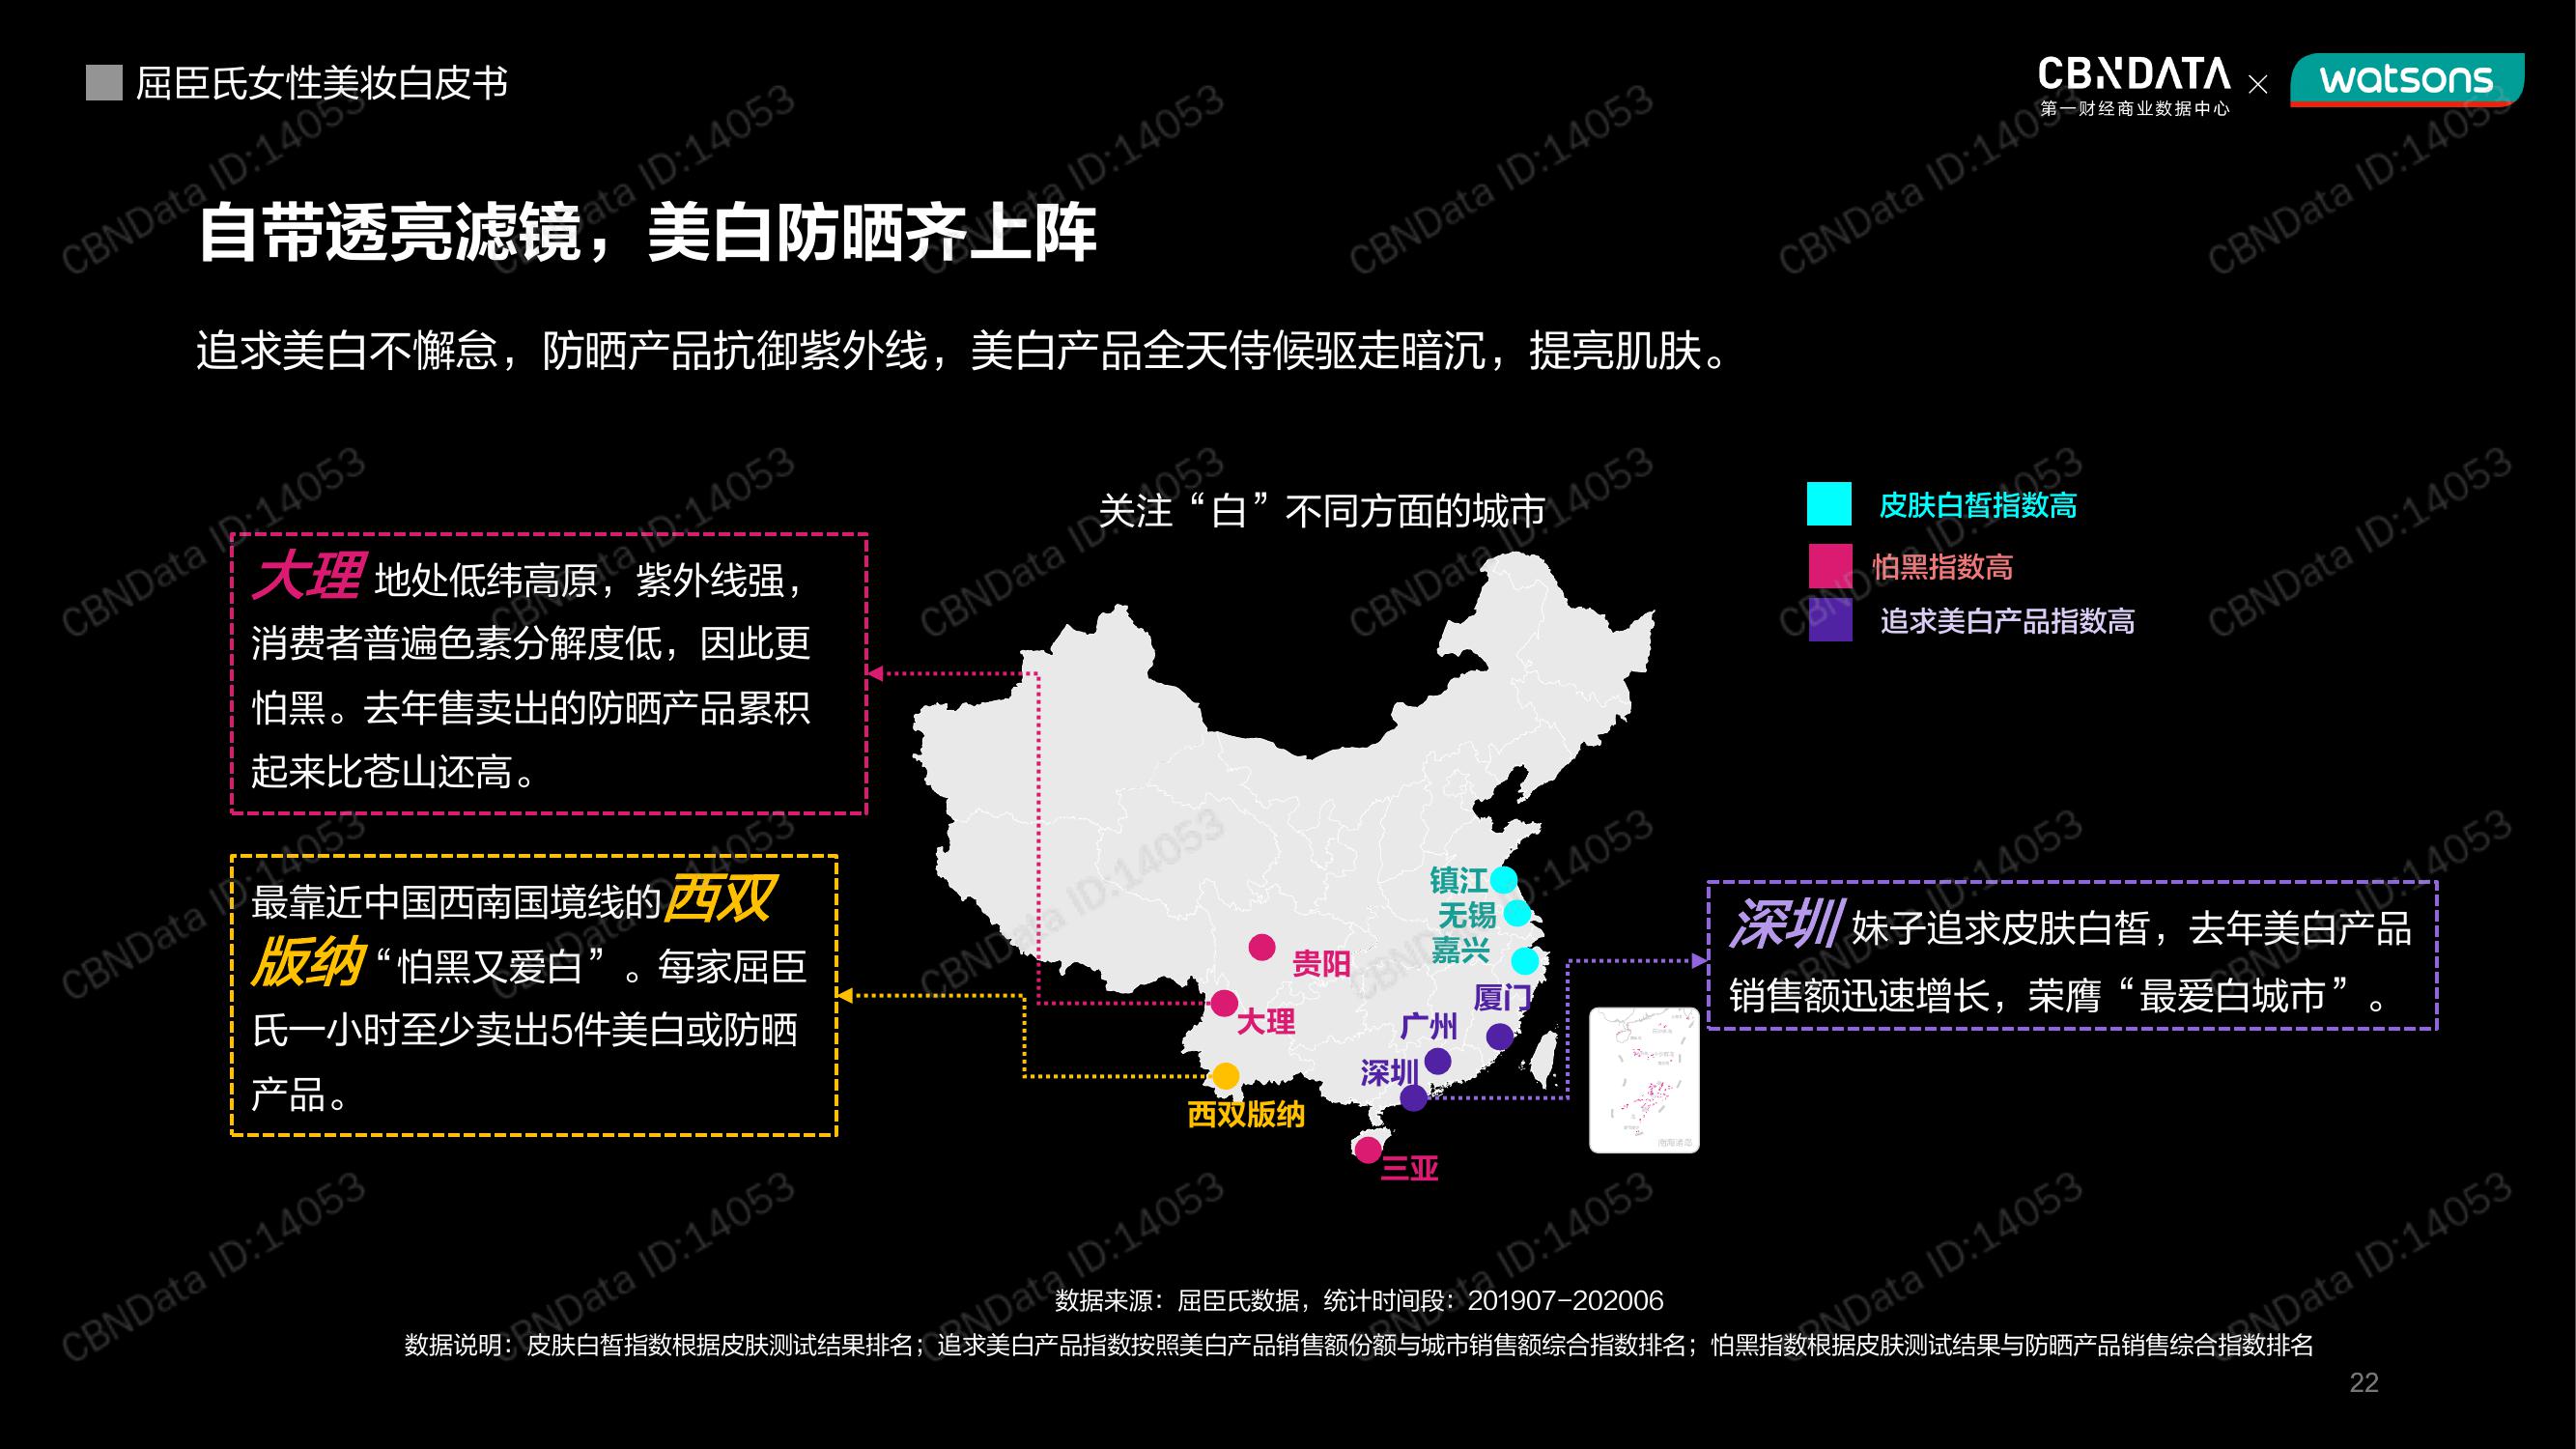 屈臣氏女性美妆白皮书
CBNDATA
第一财经商业数据中心
×
watsons
自带透亮滤镜，美白防晒齐上阵
追求美白不懈怠，防晒产品抗御紫外线，美白产品全天侍候驱走暗沉，提亮肌肤。
关注“白”不同方面的城市
皮肤白皙指数高
怕黑指数高
追求美白产品指数高
大理 地处低纬高原，紫外线强，
消费者普遍色素分解度低，因此更
怕黑。去年售卖出的防晒产品累积
起来比苍山还高。
最靠近中国西南国境线的西双
版纳“怕黑又爱白”。每家屈臣
氏一小时至少卖出5件美白或防晒
产品。
镇江
无锡
嘉兴
贵阳
大理
厦门
广州
深圳
西双版纳
三亚
深圳 妹子追求皮肤白皙，去年美白产品
销售额迅速增长，荣膺“最爱白城市”。
南海诸岛
数据来源：屈臣氏数据，统计时间段：201907-202006
数据说明：皮肤白皙指数根据皮肤测试结果排名；追求美白产品指数按照美白产品销售额份额与城市销售额综合指数排名；怕黑指数根据皮肤测试结果与防晒产品销售综合指数排名
22
CBNData ID:14053